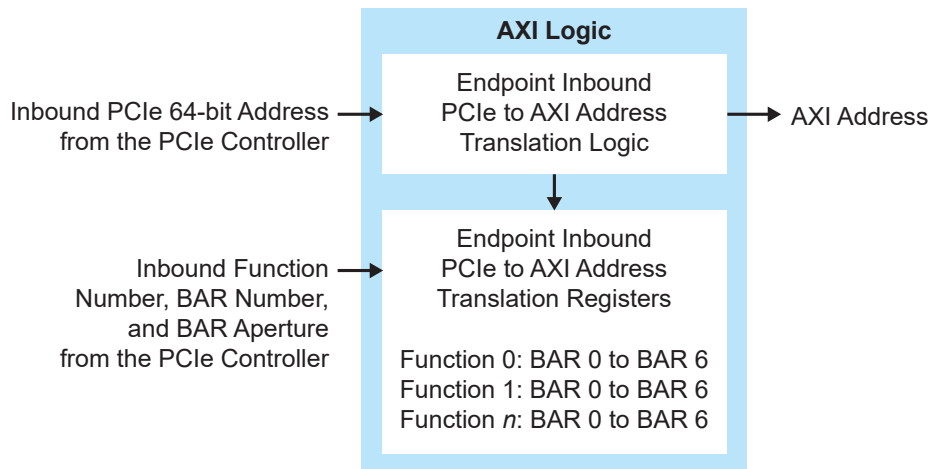 AXI Logic
Endpoint Inbound
PCIe to AXI Address
Translation Logic
Inbound PCIe 64-bit Address
from the PCIe Controller
AXI Address
Endpoint Inbound
PCIe to AXI Address
Translation Registers
Inbound Function
Number, BAR Number,
and BAR Aperture
from the PCIe Controller
Function 0: BAR 0 to BAR 6
Function 1: BAR 0 to BAR 6
Function n: BAR 0 to BAR 6